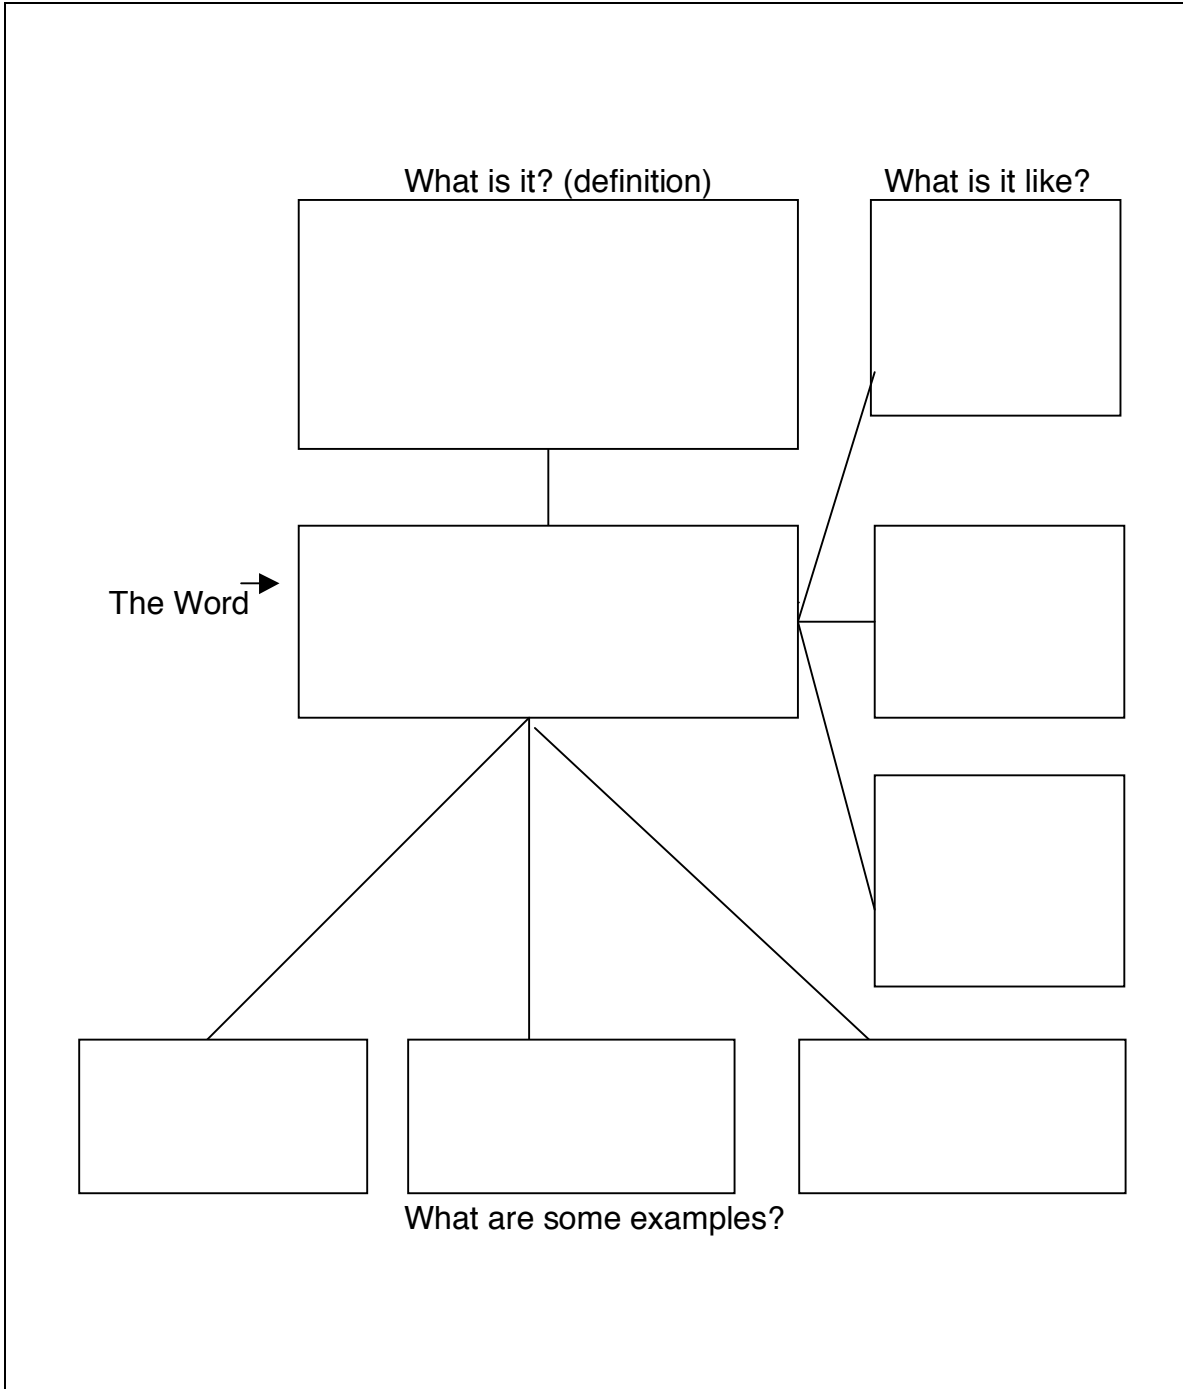 What is it? (definition)
What is it like?
The Word
What are some examples?